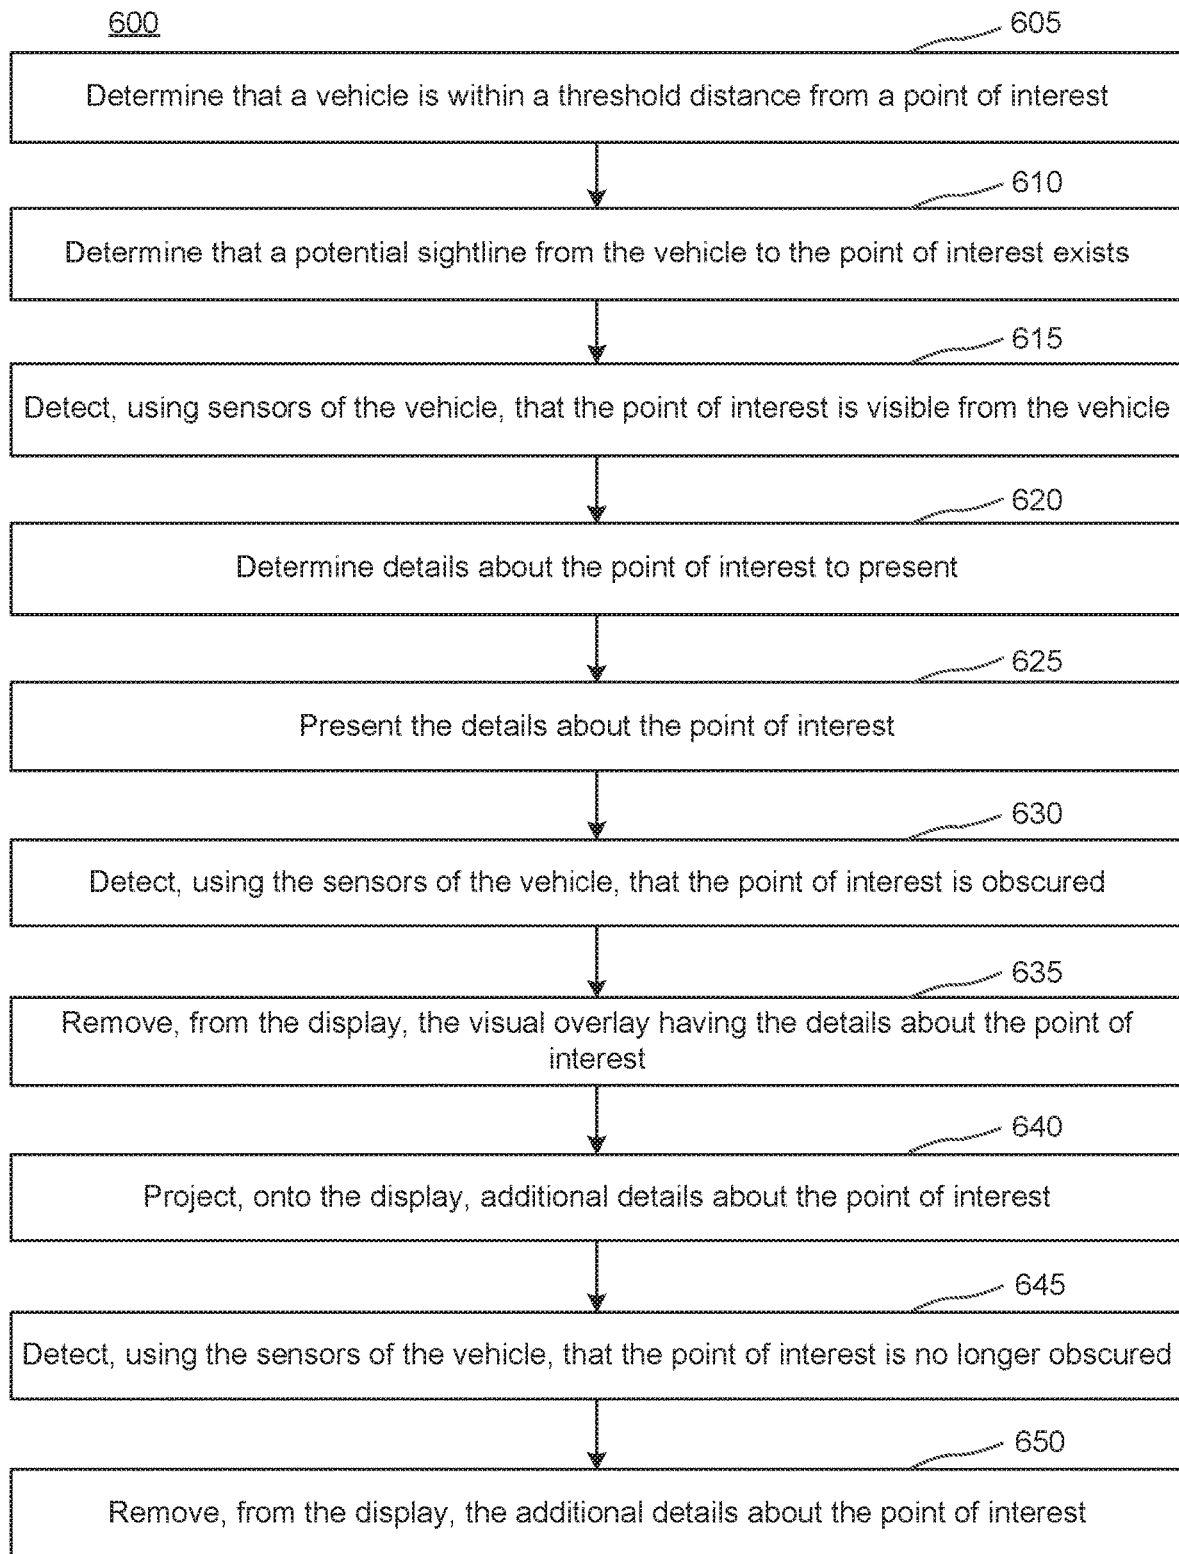 600
605
Determine that a vehicle is within a threshold distance from a point of interest
610
Determine that a potential sightline from the vehicle to the point of interest exists
615
Detect, using sensors of the vehicle, that the point of interest is visible from the vehicle
620
Determine details about the point of interest to present
625
Present the details about the point of interest
630
Detect, using the sensors of the vehicle, that the point of interest is obscured
635
Remove, from the display, the visual overlay having the details about the point of
interest
640
Project, onto the display, additional details about the point of interest
645
Detect, using the sensors of the vehicle, that the point of interest is no longer obscured
650
Remove, from the display, the additional details about the point of interest